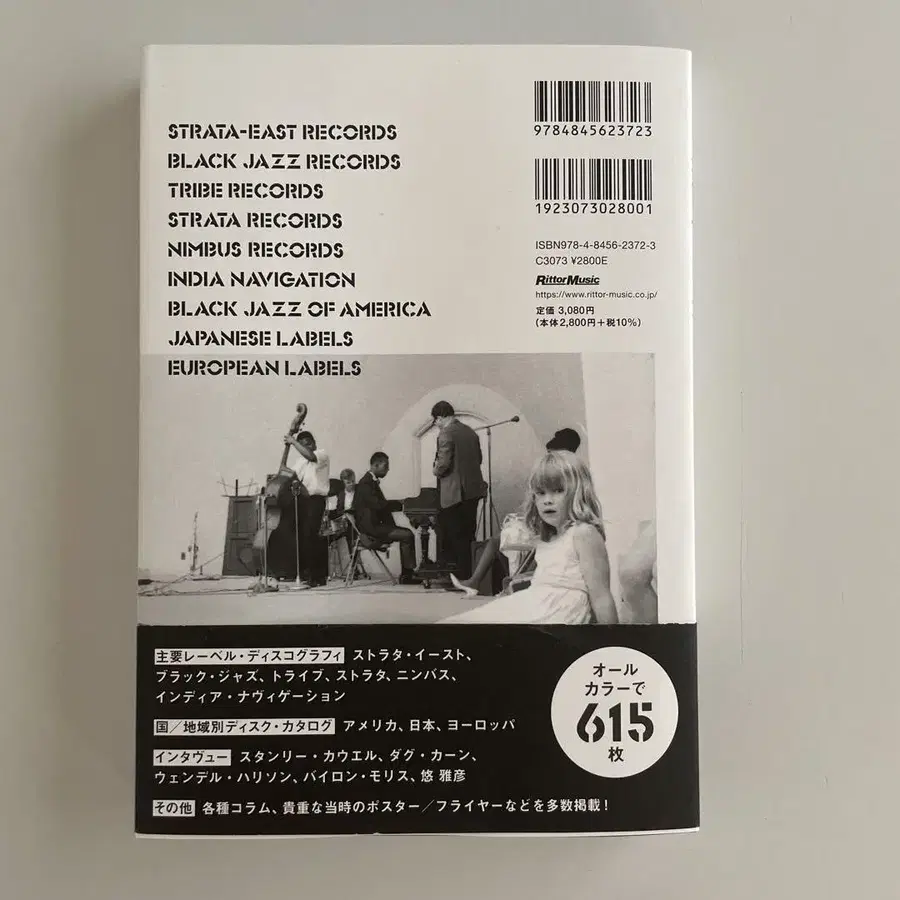 STRATA-EAST RECORDS
BLACK JAZZ RECORDS
TRIBE RECORDS
STRATA RECORDS
NIMBUS RECORDS
INDIA NAVIGATION
BLACK JAZZ OF AMERICA
JAPANESE LABELS
EUROPEAN LABELS
9784845623723
1923073028001
ISBN978-4-8456-2372-3
C3073 ¥2800E
RittorMusic
https://www.rittor-music.co.jp/
定価 3,080円
(本体2,800円+税10%)
主要レーベル・ディスコグラフィ ストラタ・イースト、
ブラック・ジャズ、トライブ、ストラタ、ニンバス、
インディア・ナヴィゲーション
国/地域別ディスク・カタログ アメリカ、日本、ヨーロッパ
インタヴュー スタンリー・カウエル、ダグ・カーン、
ウェンデル・ハリソン、バイロン・モリス、悠 雅彦
その他 各種コラム、貴重な当時のポスター/フライヤーなどを多数掲載!
オール
カラーで
615
枚